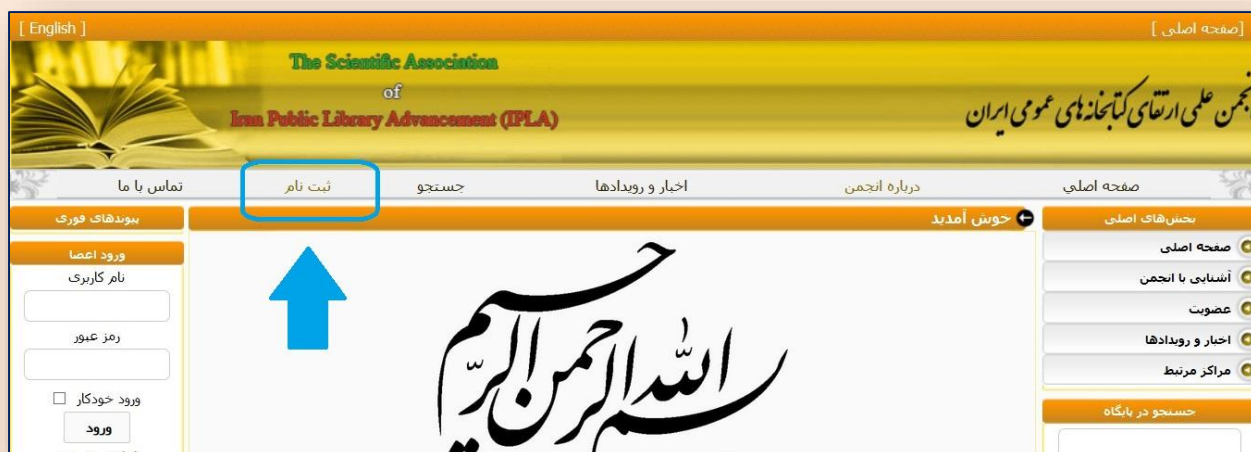 [صفحه اصلی ]
[ English ]
The Scientific Association
of
Iran Public Library Advancement (IPLA)
انجمن علمی ارتقای کتابخانه های عمومی ایران
صفحه اصلی
درباره انجمن
اخبار و رویدادها
جستجو
ثبت نام
تماس با ما
بخش‌های اصلی
صفحه اصلی
آشنایی با انجمن
عضویت
اخبار و رویدادها
مراکز مرتبط
جستجو در پایگاه
خوش آمدید
بسم الله الرحمن الرحیم
پیوندهای فوری
ورود اعضا
نام کاربری
رمز عبور
ورود خودکار
ورود